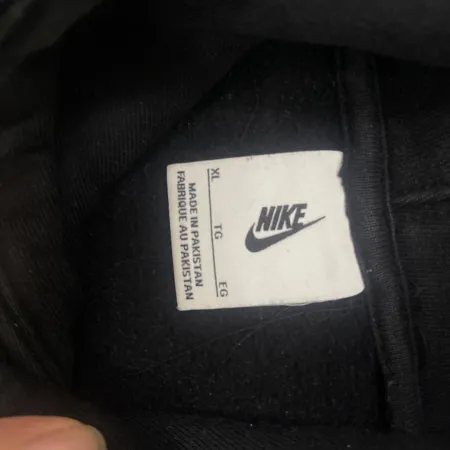 NIKE
XL
TG
EG
MADE IN PAKISTAN
FABRIQUE AU PAKISTAN